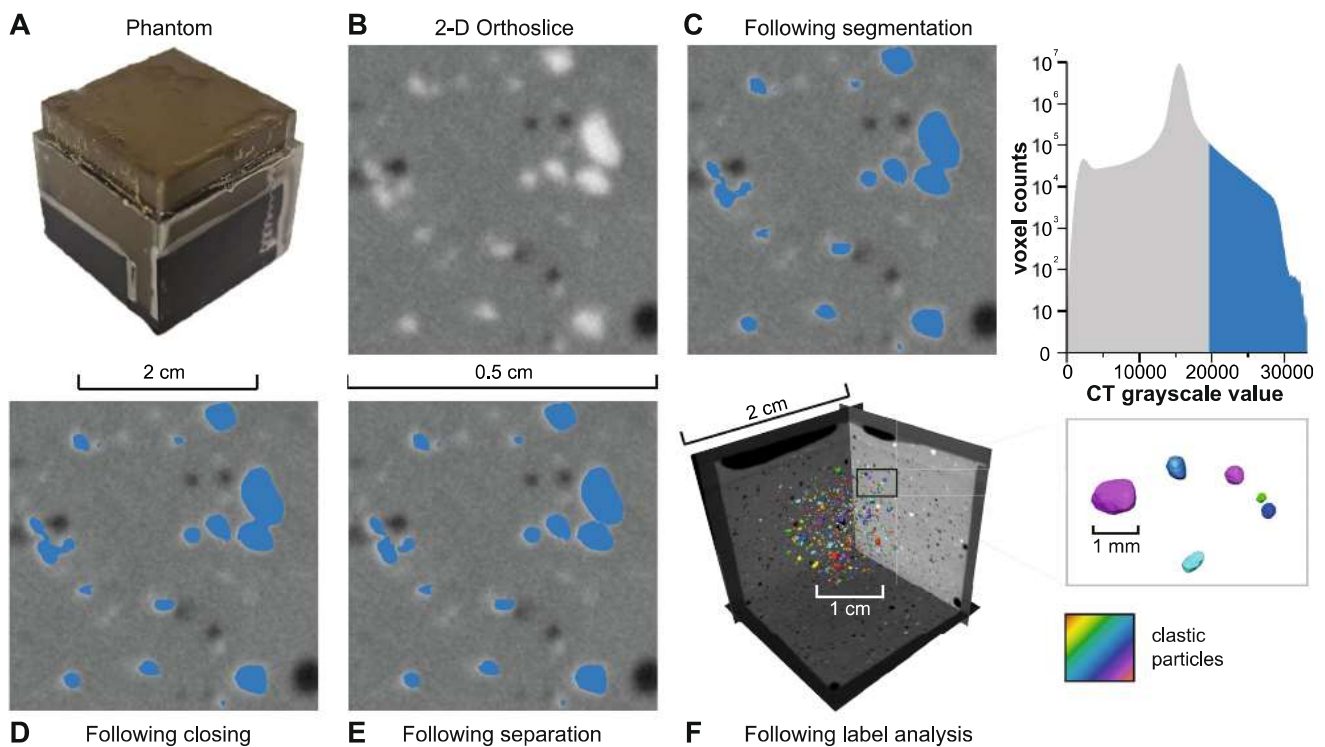 A Phantom
B 2-D Orthoslice
C Following segmentation
10^7
10^6
10^5
10^4
10^3
10^2
10
0
voxel counts
0 10000 20000 30000
CT grayscale value
2 cm
0.5 cm
2 cm
1 cm
1 mm
clastic
particles
D Following closing
E Following separation
F Following label analysis